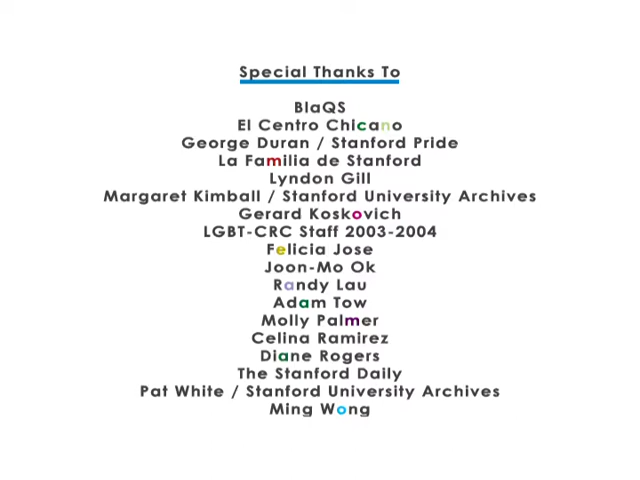 Special Thanks To
BlaQS
El Centro Chicano
George Duran / Stanford Pride
La Familia de Stanford
Lyndon Gill
Margaret Kimball / Stanford University Archives
Gerard Koskovich
LGBT-CRC Staff 2003-2004
Felicia Jose
Joon-Mo Ok
Randy Lau
Adam Tow
Molly Palmer
Celina Ramirez
Diane Rogers
The Stanford Daily
Pat White / Stanford University Archives
Ming Wong